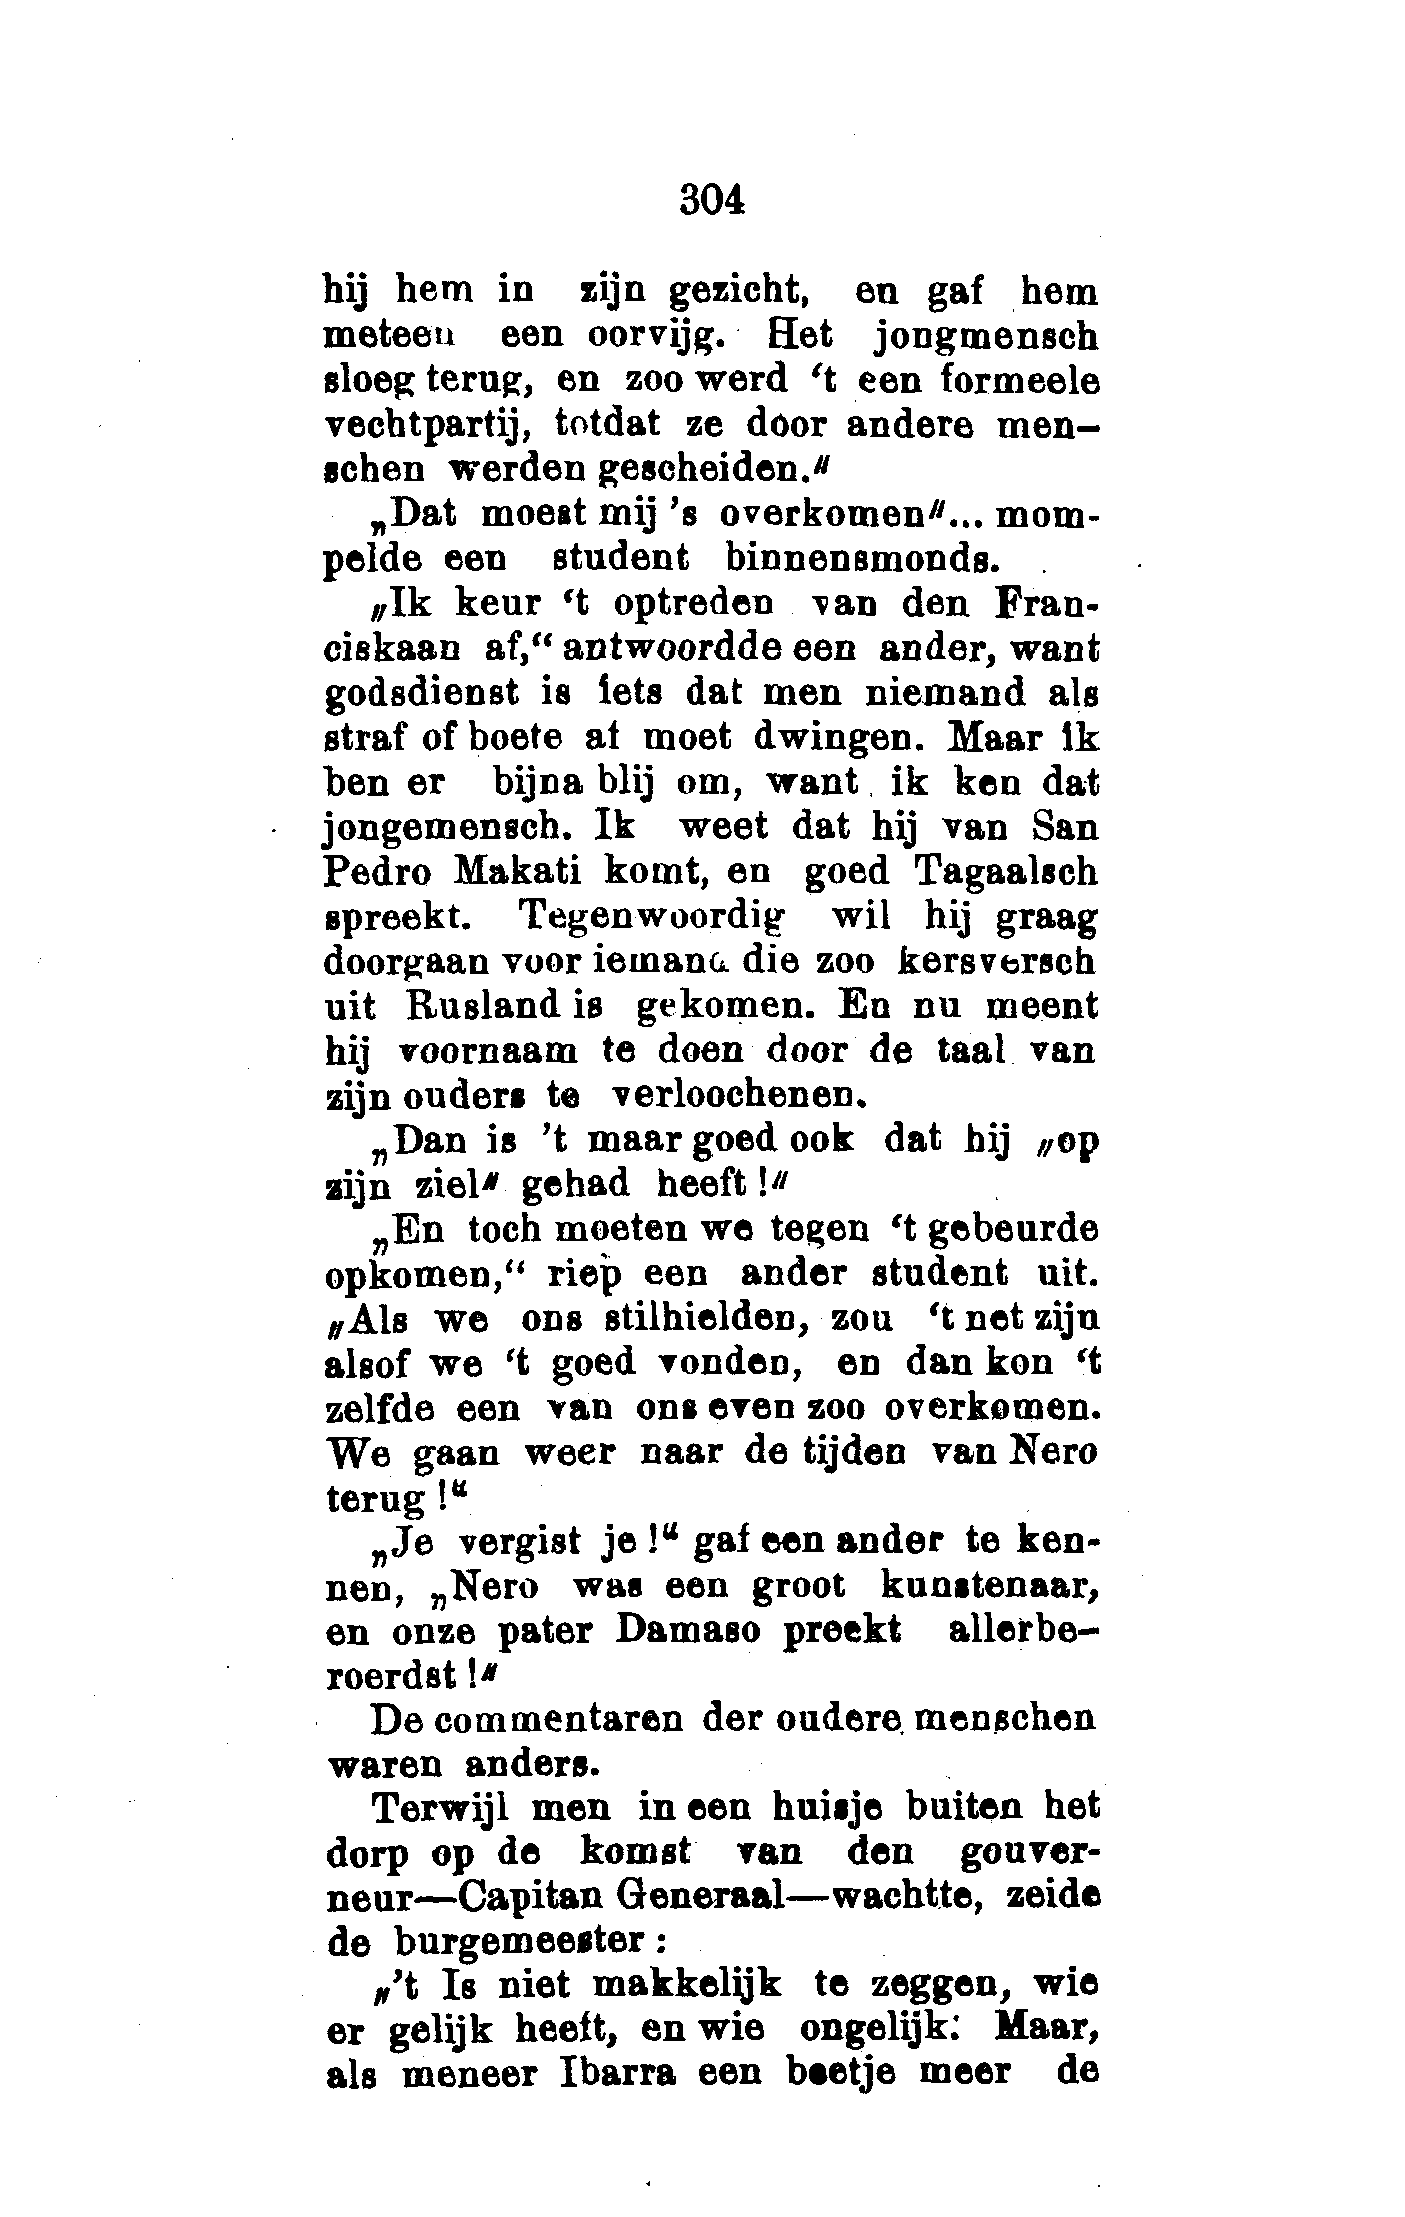 304
hij hem in zijn gezicht, en gaf hem
meteen een oorvijg. Het jongmensch
sloeg terug, en zoo werd ‘t een formeele
vechtpartij, totdat ze door andere men-
schen werden gescheiden.“
„Dat moest mij ’s overkomen“... mom-
pelde een student binnensmonds.
„Ik keur ‘t optreden van den Fran-
ciskaan af,“ antwoordde een ander, want
godsdienst is iets dat men niemand als
straf of boete af moet dwingen. Maar ik
ben er bijna blij om, want ik ken dat
jongemensch. Ik weet dat hij van San
Pedro Makati komt, en goed Tagaalsch
spreekt. Tegenwoordig wil hij graag
doorgaan voor iemand die zoo kersversch
uit Rusland is gekomen. En nu meent
hij voornaam te doen door de taal van
zijn ouders te verloochenen.
„Dan is ’t maar goed ook dat hij „op
zijn ziel“ gehad heeft !“
„En toch moeten we tegen ‘t gebeurde
opkomen,“ riep een ander student uit.
„Als we ons stilhielden, zou ‘t net zijn
alsof we ‘t goed vonden, en dan kon ‘t
zelfde een van ons even zoo overkomen.
We gaan weer naar de tijden van Nero
terug !“
„Je vergist je !“ gaf een ander te ken-
nen, „Nero was een groot kunstenaar,
en onze pater Damaso preekt allerbe-
roerdst !“
De commentaren der oudere menschen
waren anders.
Terwijl men in een huisje buiten het
dorp op de komst van den gouver-
neur—Capitan Generaal—wachtte, zeide
de burgemeester :
„’t Is niet makkelijk te zeggen, wie
er gelijk heeft, en wie ongelijk: Maar,
als meneer Ibarra een beetje meer de